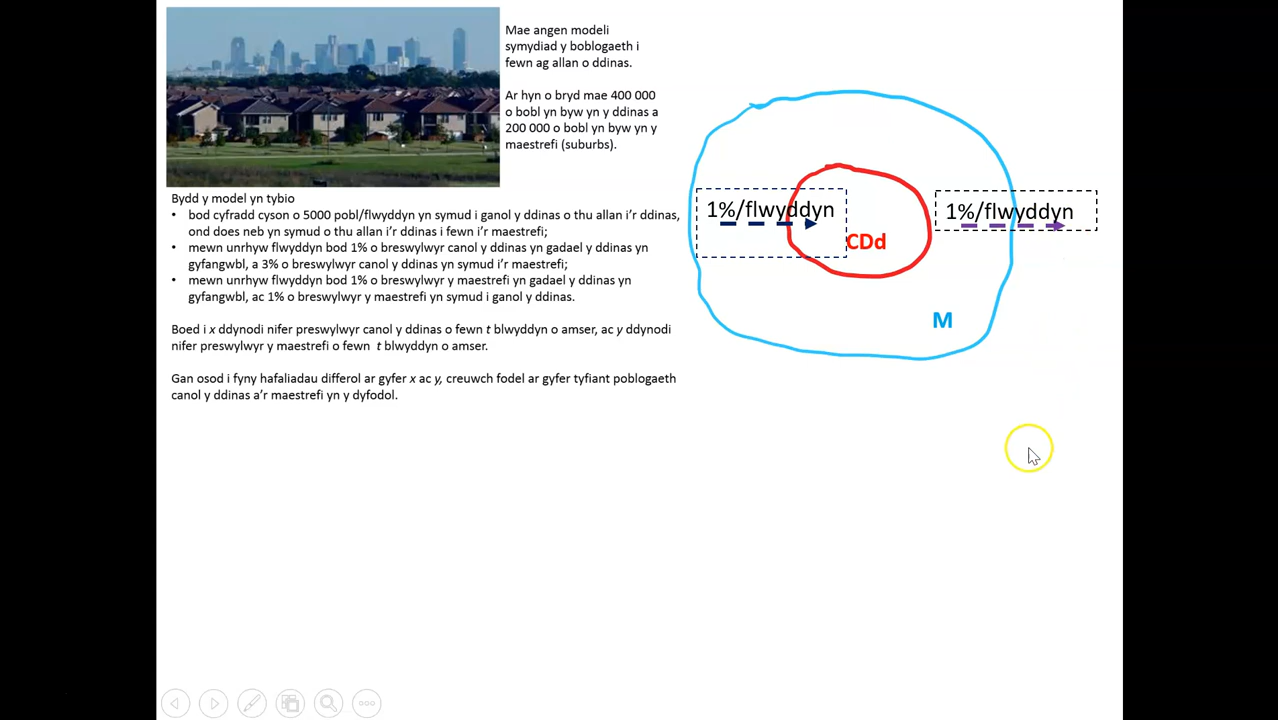 Mae angen modeli
symydiad y boblogaeth i
fewn ag allan o ddinas.
Ar hyn o bryd mae 400 000
o bobl yn byw yn y ddinas a
200 000 o bobl yn byw yn y
maestrefi (suburbs).
Bydd y model yn tybio
• bod cyfradd cyson o 5000 pobl/flwyddyn yn symud i ganol y ddinas o thu allan i'r ddinas,
ond does neb yn symud o thu allan i'r ddinas i fewn i'r maestrefi;
• mewn unrhyw flwyddyn bod 1% o breswylwyr canol y ddinas yn gadael y ddinas yn
gyfangwbl, a 3% o breswylwyr canol y ddinas yn symud i'r maestrefi;
• mewn unrhyw flwyddyn bod 1% o breswylwyr y maestrefi yn gadael y ddinas yn
gyfangwbl, ac 1% o breswylwyr y maestrefi yn symud i ganol y ddinas.
Boed i x ddynodi nifer preswylwyr canol y ddinas o fewn t blwyddyn o amser, ac y ddynodi
nifer preswylwyr y maestrefi o fewn t blwyddyn o amser.
Gan osod i fyny hafaliadau differol ar gyfer x ac y, creuwch fodel ar gyfer tyfiant poblogaeth
canol y ddinas a'r maestrefi yn y dyfodol.
1%/flwyddyn
1%/flwyddyn
CDd
M